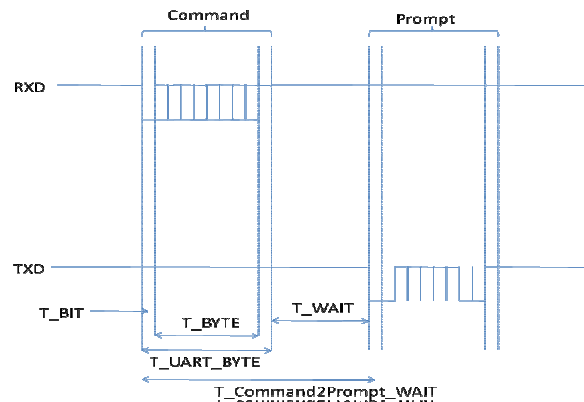 Command
Prompt
RXD
TXD
T_BIT
T_WAIT
T_BYTE
T_UART_BYTE
T_Command2Prompt_WAIT